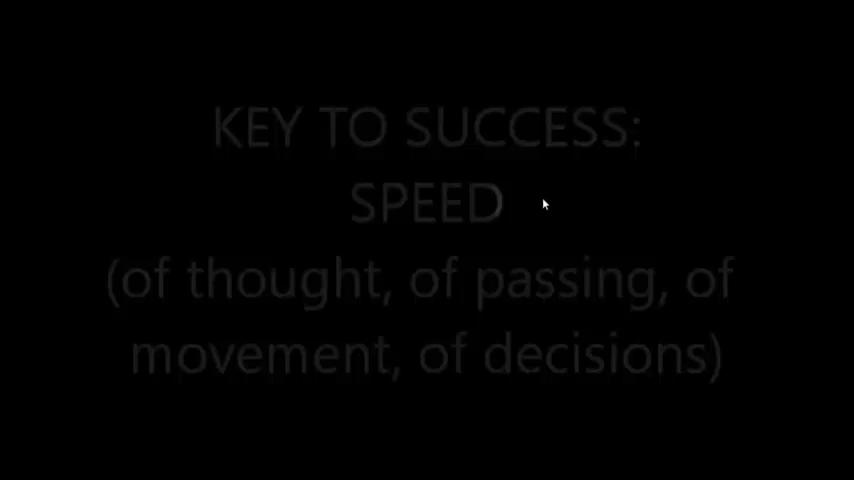 KEY TO SUCCESS:
SPEED
(of thought, of passing, of
movement, of decisions)